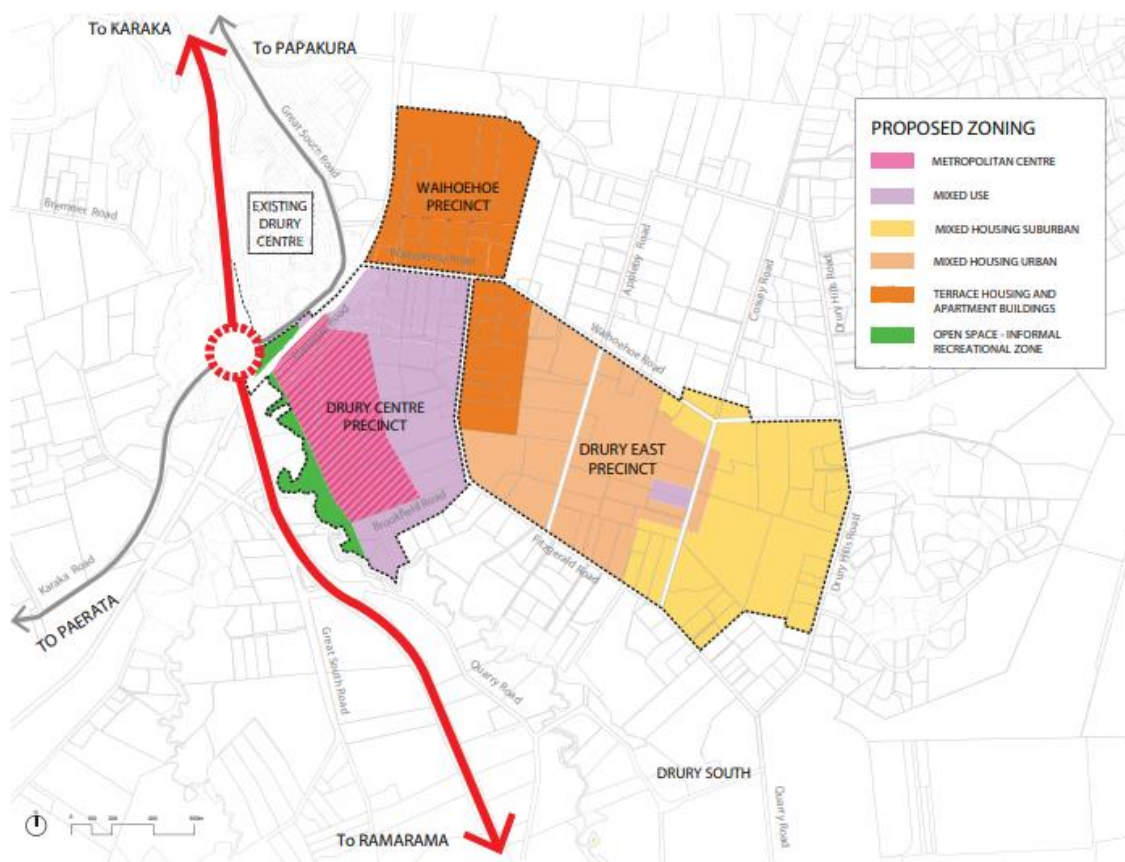 To KARAKA
To PAPAKURA
Great South Road
Bremner Road
EXISTING
DRURY
CENTRE
WAIHOEHOE
PRECINCT
Waihoehoe Road
PROPOSED ZONING
METROPOLITAN CENTRE
MIXED USE
MIXED HOUSING SUBURBAN
MIXED HOUSING URBAN
TERRACE HOUSING AND
APARTMENT BUILDINGS
OPEN SPACE - INFORMAL
RECREATIONAL ZONE
Appleby Road
Cossey Road
Drury Hills Road
Waihoehoe Road
DRURY CENTRE
PRECINCT
DRURY EAST
PRECINCT
Brookfield Road
Fitzgerald Road
Drury Hills Road
Karaka Road
TO PAERATA
Great South Road
Quarry Road
DRURY SOUTH
Quarry Road
To RAMARAMA